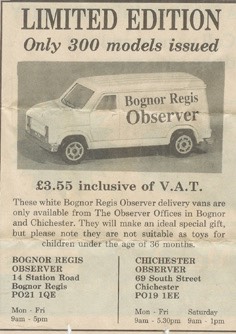 LIMITED EDITION
Only 300 models issued
Bognor Regis
Observer
£3.55 inclusive of V.A.T.
These white Bognor Regis Observer delivery vans are
only available from The Observer Offices in Bognor
and Chichester. They will make an ideal special gift,
but please note they are not suitable as toys for
children under the age of 36 months.
BOGNOR REGIS
OBSERVER
14 Station Road
Bognor Regis
PO21 1QE
Mon - Fri
9am - 5pm
CHICHESTER
OBSERVER
69 South Street
Chichester
PO19 1EE
Mon - Fri Saturday
9am - 5.30pm 9am - 1pm